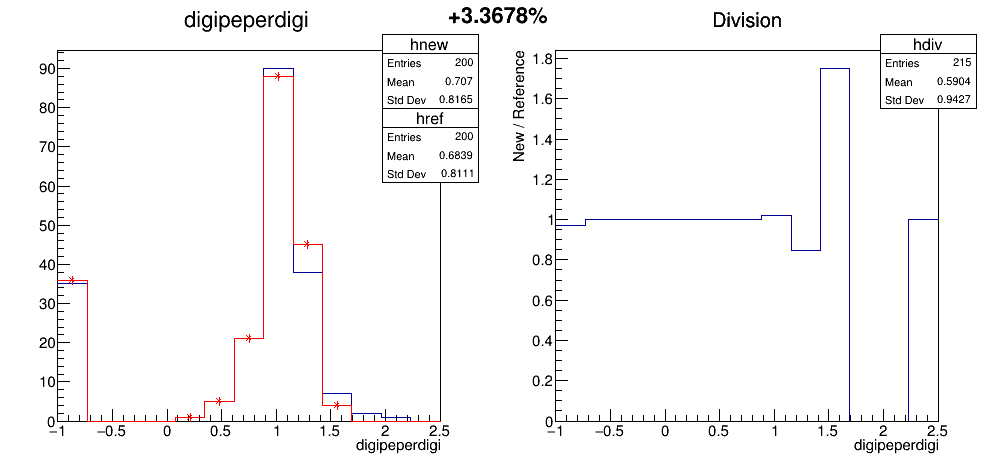 +3.3678%
digipeperdigi
hnew
Entries 200
Mean 0.707
Std Dev 0.8165
href
Entries 200
Mean 0.6839
Std Dev 0.8111
90
80
70
60
50
40
30
20
10
0
−1 −0.5 0 0.5 1 1.5 2 2.5
digipeperdigi
Division
hdiv
Entries 215
Mean 0.5904
Std Dev 0.9427
New / Reference
1.8
1.6
1.4
1.2
1
0.8
0.6
0.4
0.2
0
−1 −0.5 0 0.5 1 1.5 2 2.5
digipeperdigi